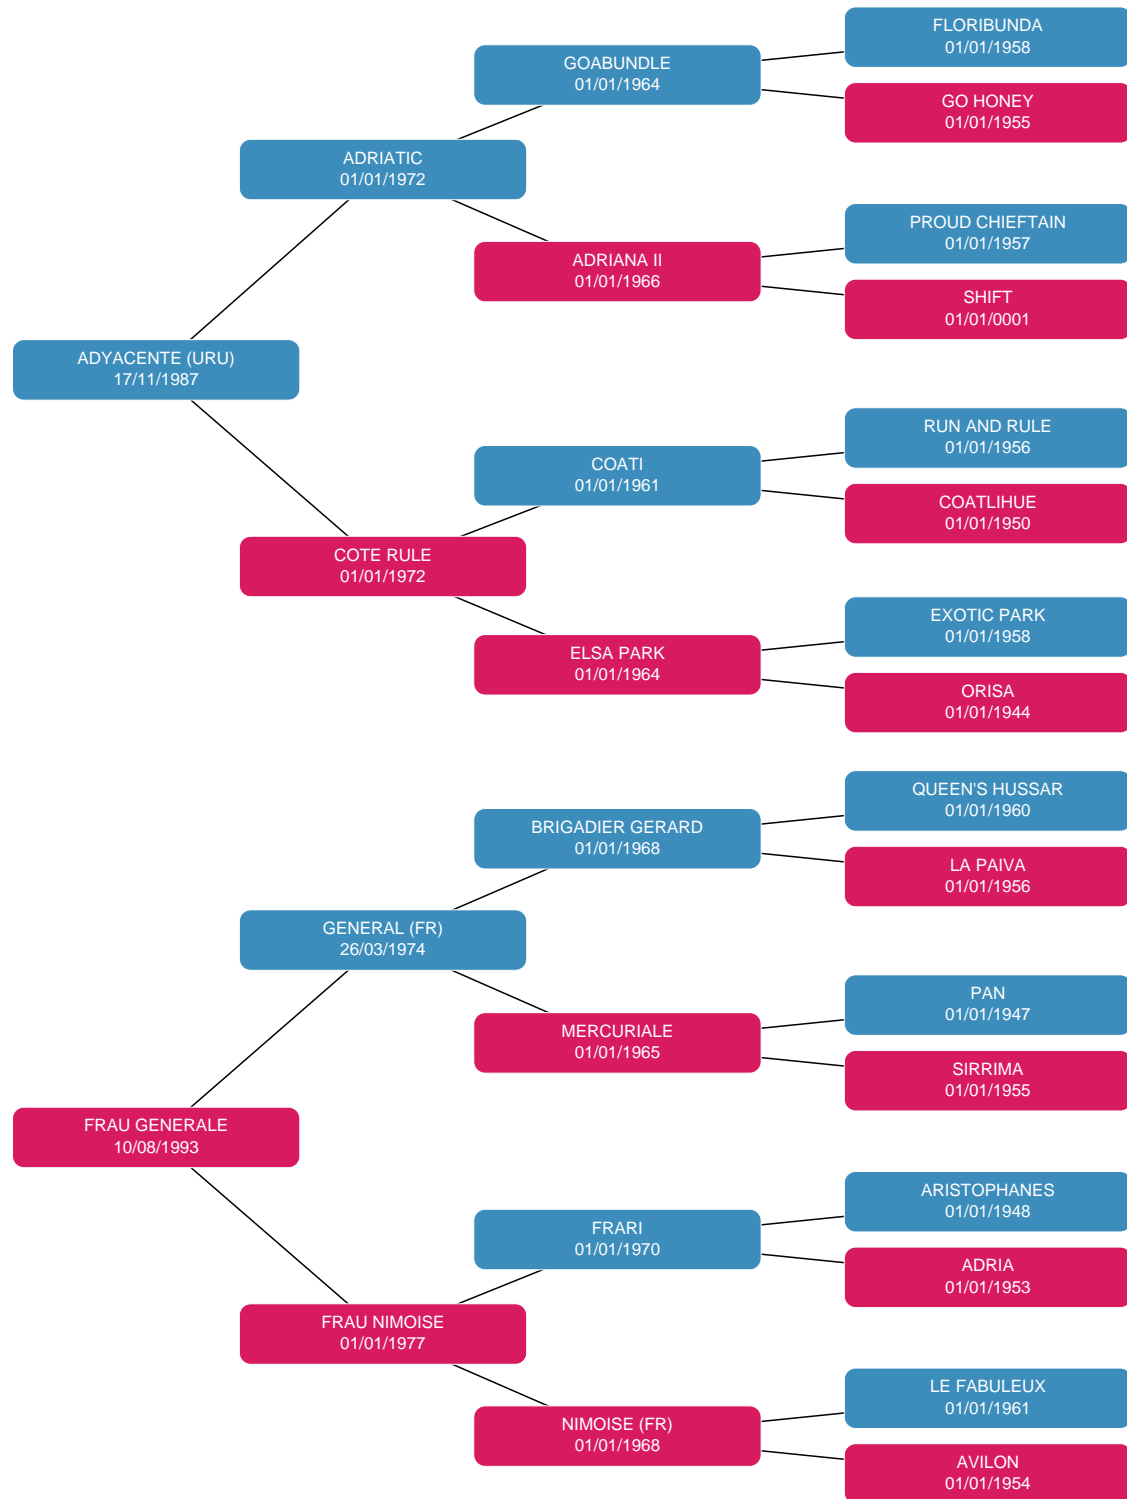 FLORIBUNDA
01/01/1958
GOABUNDLE
01/01/1964
GO HONEY
01/01/1955
ADRIATIC
01/01/1972
PROUD CHIEFTAIN
01/01/1957
ADRIANA II
01/01/1966
SHIFT
01/01/0001
ADYACENTE (URU)
17/11/1987
RUN AND RULE
01/01/1956
COATI
01/01/1961
COATLIHUE
01/01/1950
COTE RULE
01/01/1972
EXOTIC PARK
01/01/1958
ELSA PARK
01/01/1964
ORISA
01/01/1944
QUEEN'S HUSSAR
01/01/1960
BRIGADIER GERARD
01/01/1968
LA PAIVA
01/01/1956
GENERAL (FR)
26/03/1974
PAN
01/01/1947
MERCURIALE
01/01/1965
SIRRIMA
01/01/1955
FRAU GENERALE
10/08/1993
ARISTOPHANES
01/01/1948
FRARI
01/01/1970
ADRIA
01/01/1953
FRAU NIMOISE
01/01/1977
LE FABULEUX
01/01/1961
NIMOISE (FR)
01/01/1968
AVILON
01/01/1954